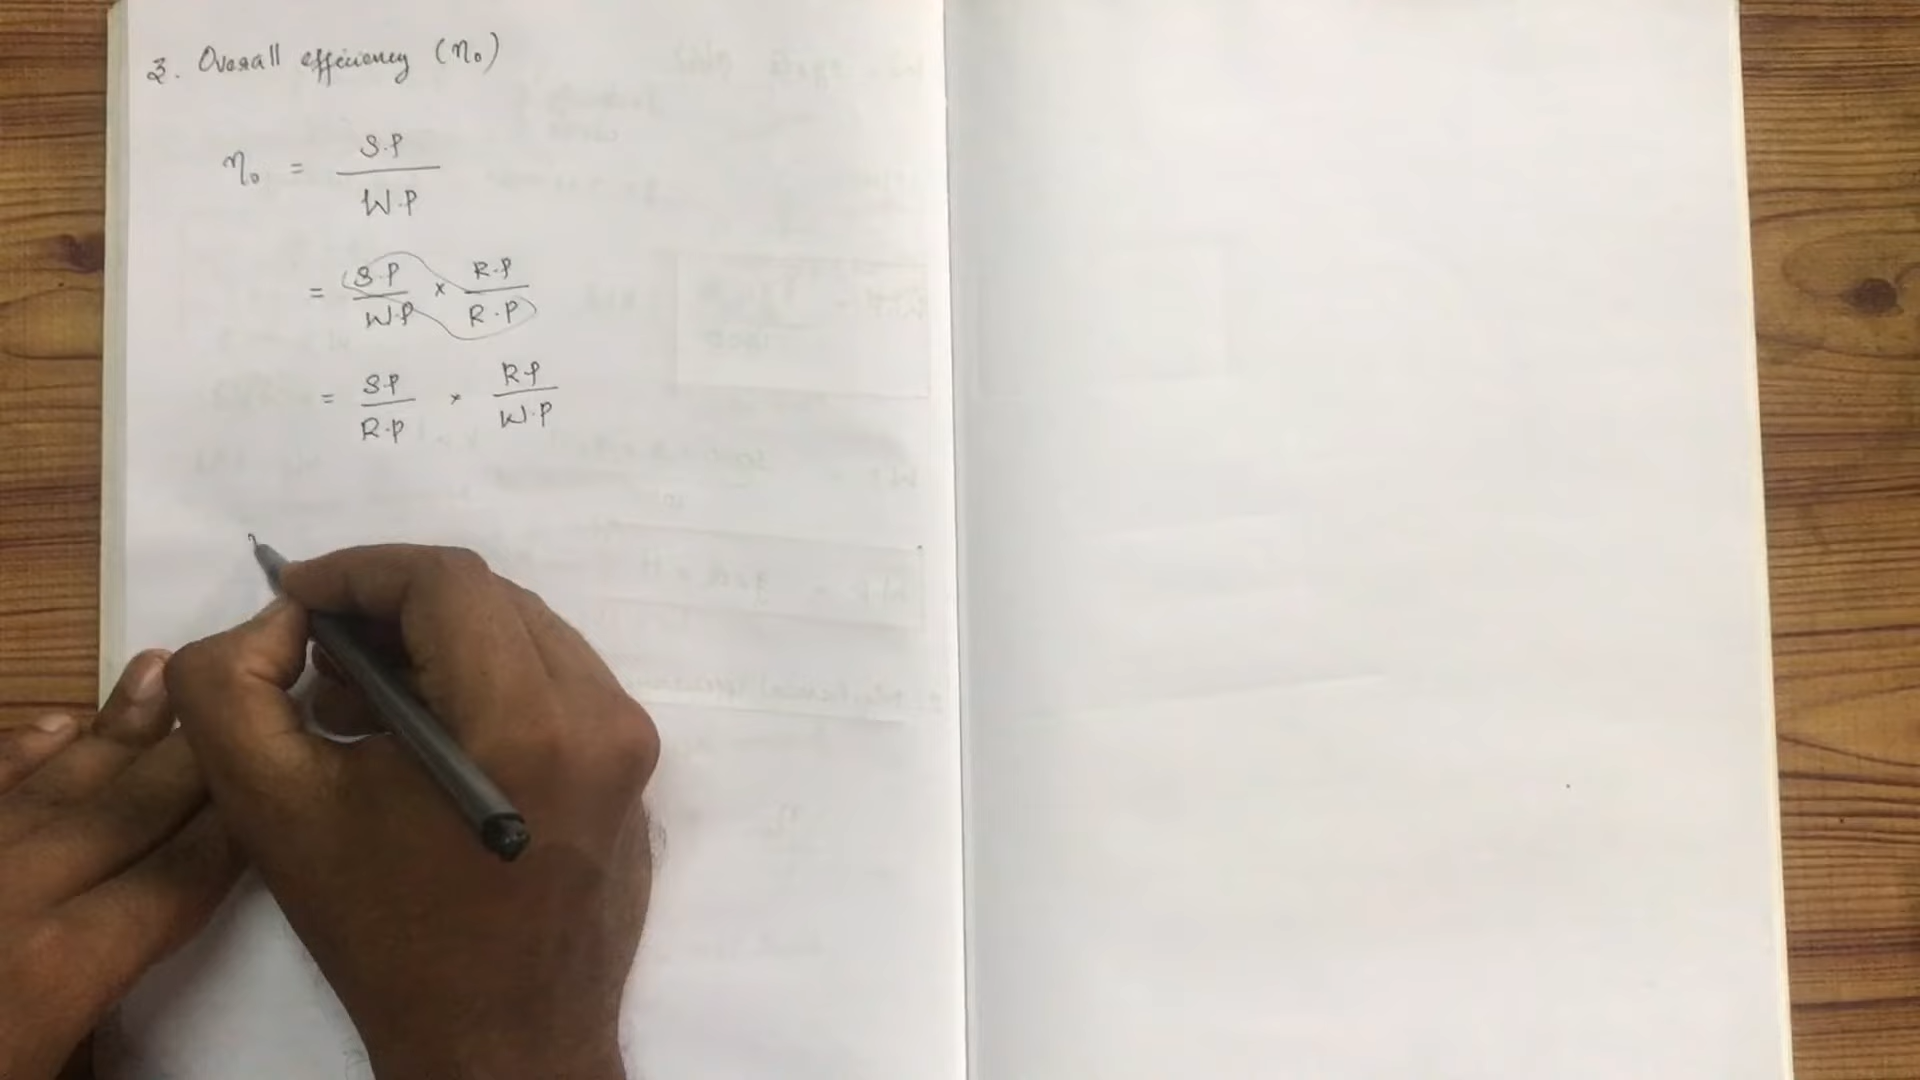 3. Overall efficiency (η₀)
η₀ = S.P / W.P
= S.P / W.P × R.P / R.P
= S.P / R.P × R.P / W.P